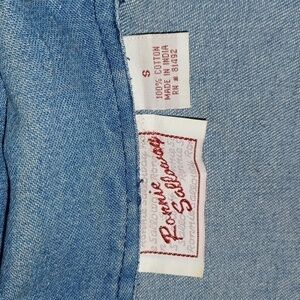 S
100% COTTON
MADE IN INDIA
RN # 81492
Ronnie
Salloway